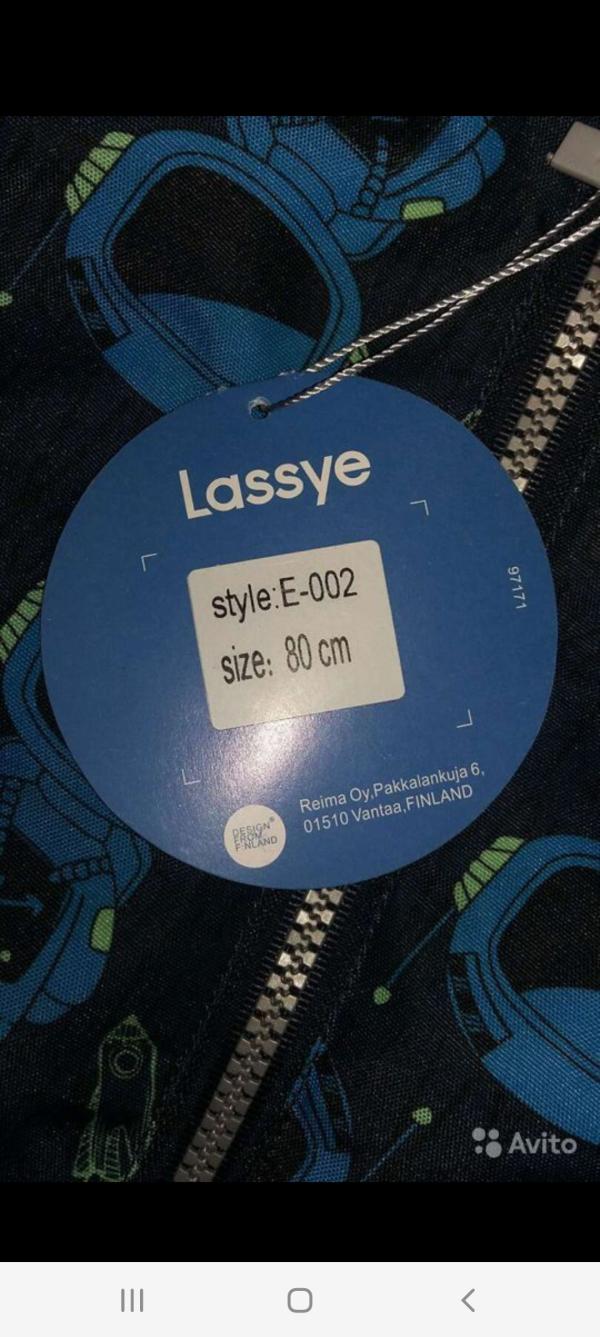 Lassye
style:E-002
size: 80 cm
97171
Reima Oy,Pakkalankuja 6,
01510 Vantaa,FINLAND
DESIGN
FROM
FINLAND
Avito